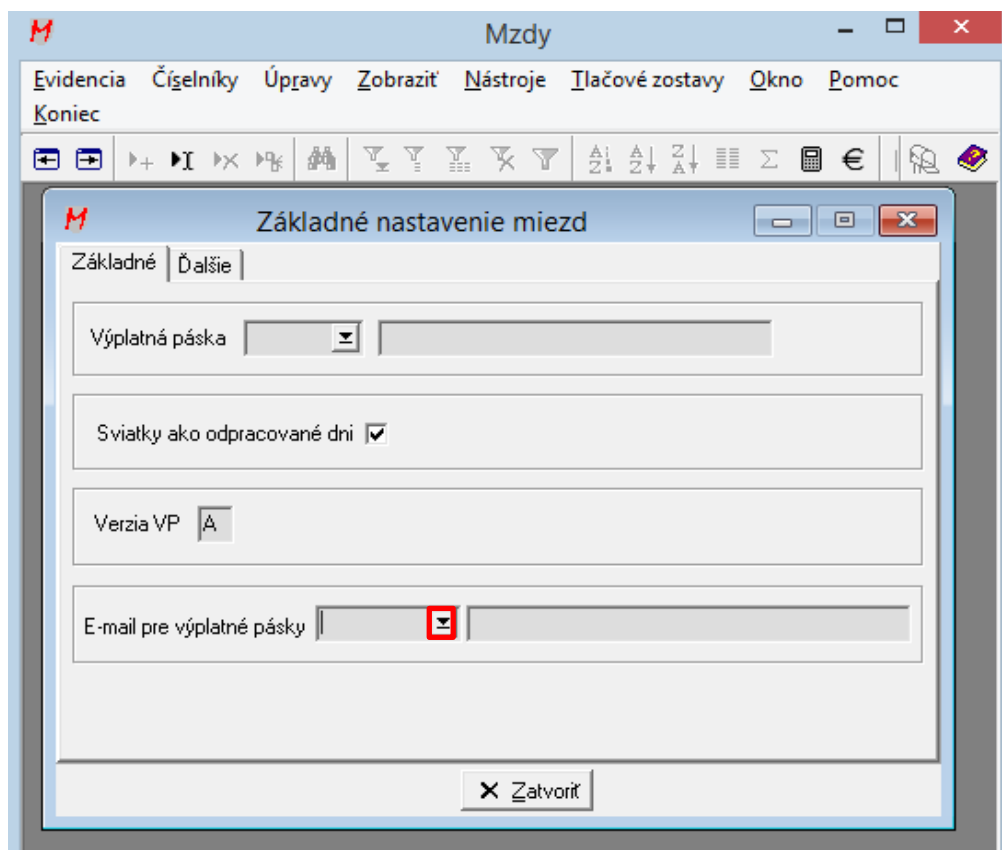 Mzdy
Evidencia Číselníky Úpravy Zobraziť Nástroje Tlačové zostavy Okno Pomoc
Koniec
Základné nastavenie miezd
Základné Ďalšie
Výplatná páska
Sviatky ako odpracované dni
Verzia VP A
E-mail pre výplatné pásky
Zatvoriť